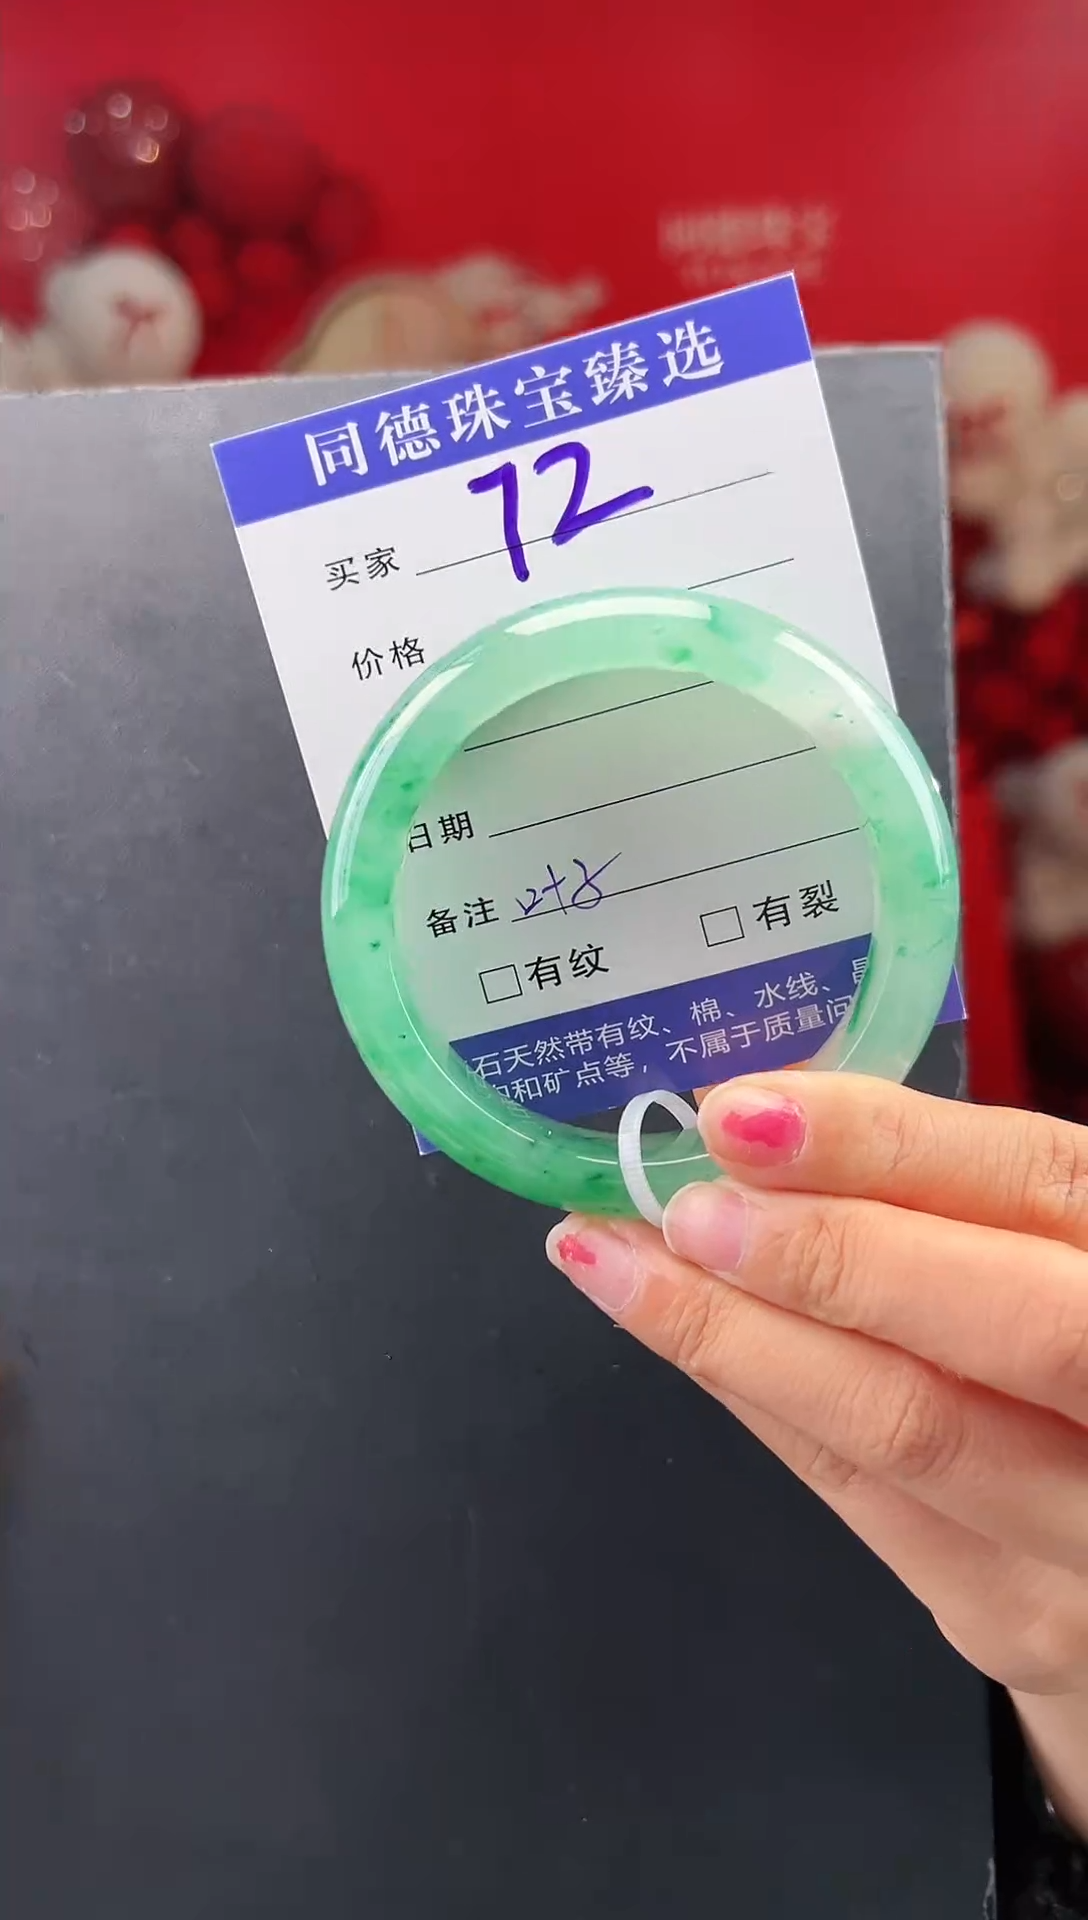 同德珠宝臻选
买家 72
价格
日期
备注
有纹 有裂
石天然带有纹、棉、水线、
和矿点等，不属于质量问